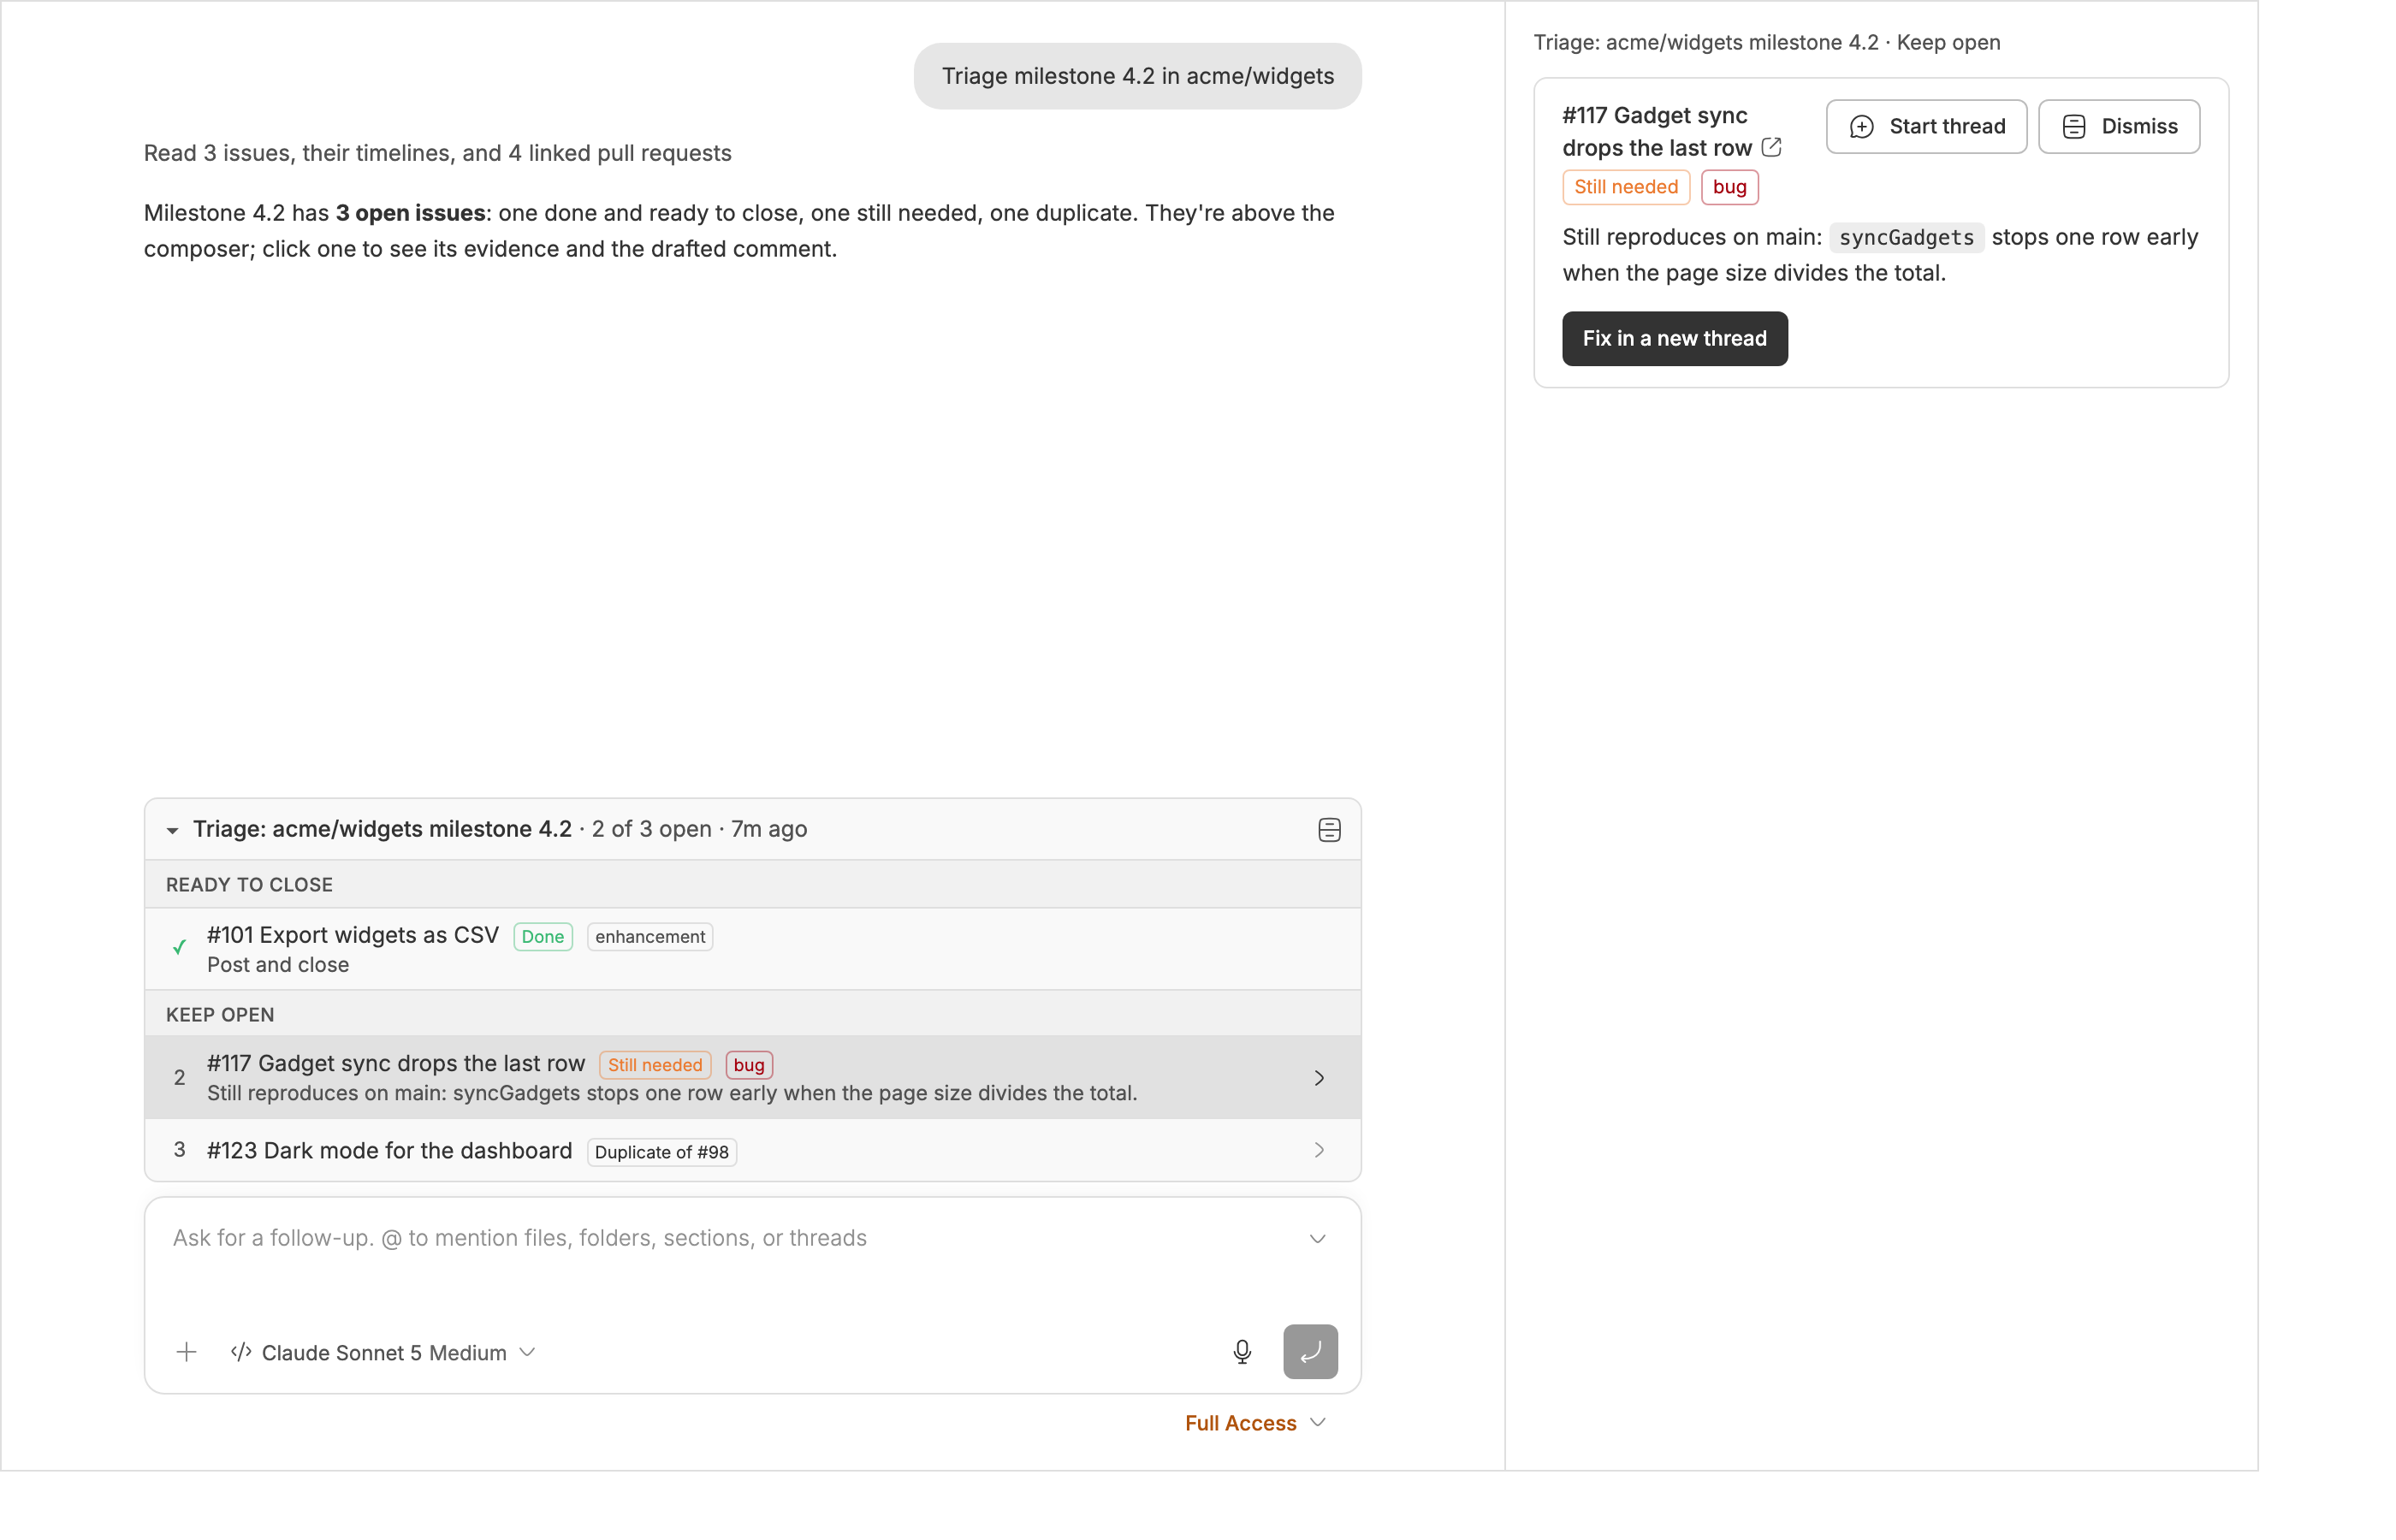 Triage milestone 4.2 in acme/widgets
Read 3 issues, their timelines, and 4 linked pull requests
Milestone 4.2 has 3 open issues: one done and ready to close, one still needed, one duplicate. They're above the
composer; click one to see its evidence and the drafted comment.
Triage: acme/widgets milestone 4.2 · 2 of 3 open · 7m ago
READY TO CLOSE
#101 Export widgets as CSV Done enhancement
Post and close
KEEP OPEN
2 #117 Gadget sync drops the last row Still needed bug
Still reproduces on main: syncGadgets stops one row early when the page size divides the total.
3 #123 Dark mode for the dashboard Duplicate of #98
Ask for a follow-up. @ to mention files, folders, sections, or threads
Claude Sonnet 5 Medium
Full Access
Triage: acme/widgets milestone 4.2 · Keep open
#117 Gadget sync
drops the last row
Start thread
Dismiss
Still needed bug
Still reproduces on main: syncGadgets stops one row early
when the page size divides the total.
Fix in a new thread